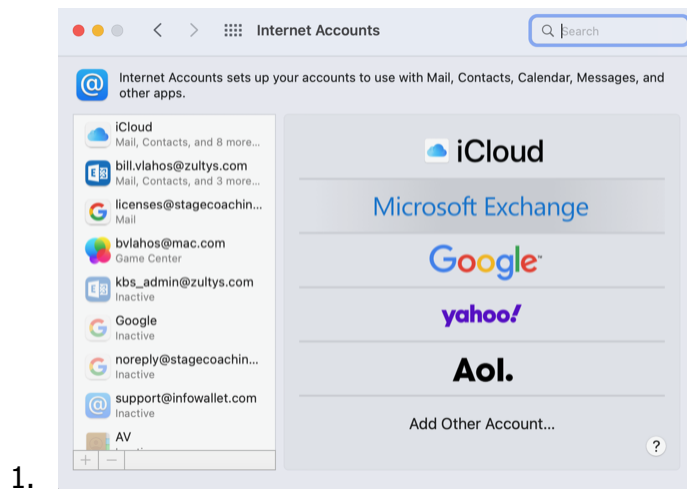 Internet Accounts
Search
Internet Accounts sets up your accounts to use with Mail, Contacts, Calendar, Messages, and
other apps.
iCloud
Mail, Contacts, and 8 more...
bill.vlahos@zultys.com
Mail, Contacts, and 3 more...
licenses@stagecoachin...
Mail
bvlahos@mac.com
Game Center
kbs_admin@zultys.com
Inactive
Google
Inactive
noreply@stagecoachin...
Inactive
support@infowallet.com
Inactive
AV
iCloud
Microsoft Exchange
Google
yahoo!
Aol.
Add Other Account...
?
1.